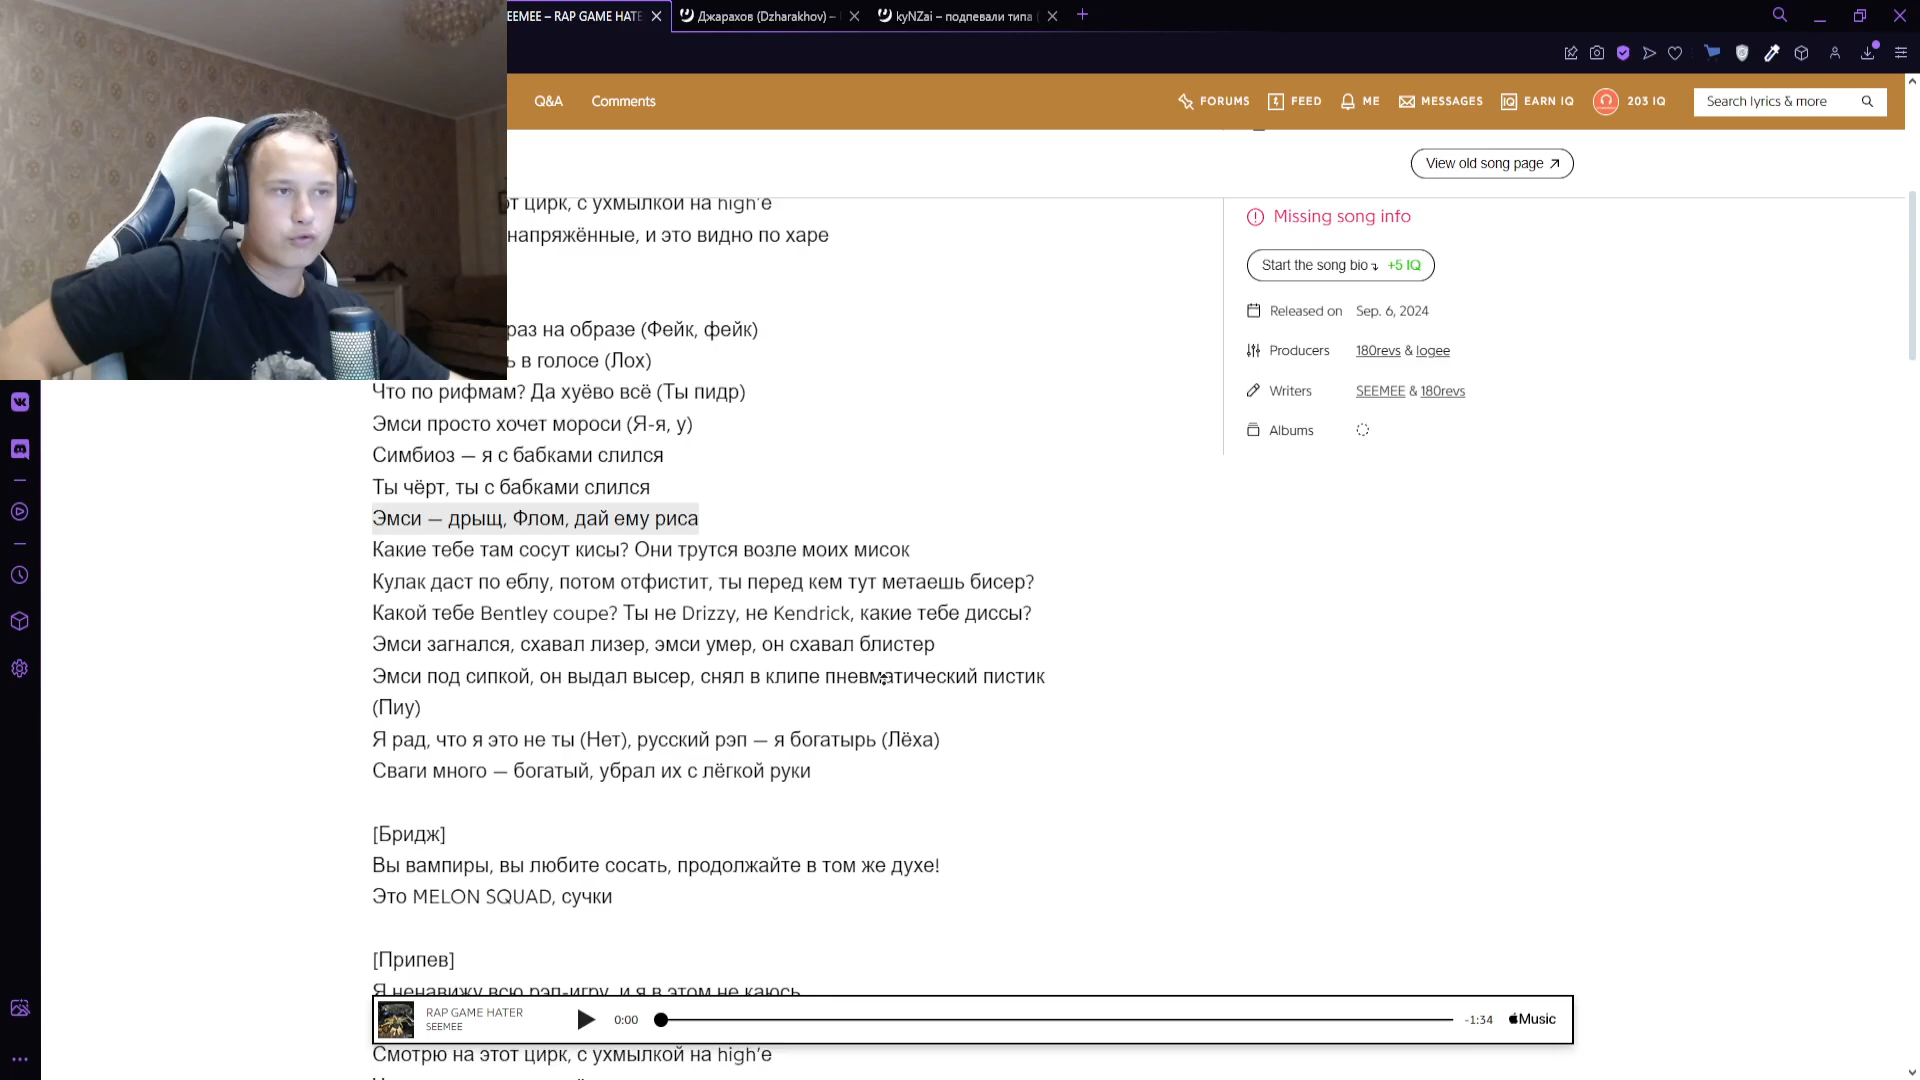 SEEMEE – RAP GAME HATE
Джарахов (Dzharakhov) –
kyNZai – подпевали типа
Q&A
Comments
FORUMS
FEED
ME
MESSAGES
EARN IQ
203 IQ
Search lyrics & more
View old song page
от цирк, с ухмылкой на high'е
напряжённые, и это видно по харе
Missing song info
Start the song bio +5 IQ
Released on Sep. 6, 2024
Producers 180revs & logee
Writers SEEMEE & 180revs
Albums
раз на образе (Фейк, фейк)
ь в голосе (Лох)
Что по рифмам? Да хуёво всё (Ты пидр)
Эмси просто хочет мороси (Я-я, у)
Симбиоз — я с бабками слился
Ты чёрт, ты с бабками слился
Эмси — дрыщ, Флом, дай ему риса
Какие тебе там сосут кисы? Они трутся возле моих мисок
Кулак даст по еблу, потом отфистит, ты перед кем тут метаешь бисер?
Какой тебе Bentley coupe? Ты не Drizzy, не Kendrick, какие тебе диссы?
Эмси загнался, схавал лизер, эмси умер, он схавал блистер
Эмси под сипкой, он выдал высер, снял в клипе пневматический пистик
(Пиу)
Я рад, что я это не ты (Нет), русский рэп — я богатырь (Лёха)
Сваги много — богатый, убрал их с лёгкой руки
[Бридж]
Вы вампиры, вы любите сосать, продолжайте в том же духе!
Это MELON SQUAD, сучки
[Припев]
Я ненавижу всю рэп-игру, и я в этом не каюсь
RAP GAME HATER
SEEMEE
0:00
-1:34
Music
Смотрю на этот цирк, с ухмылкой на high'е